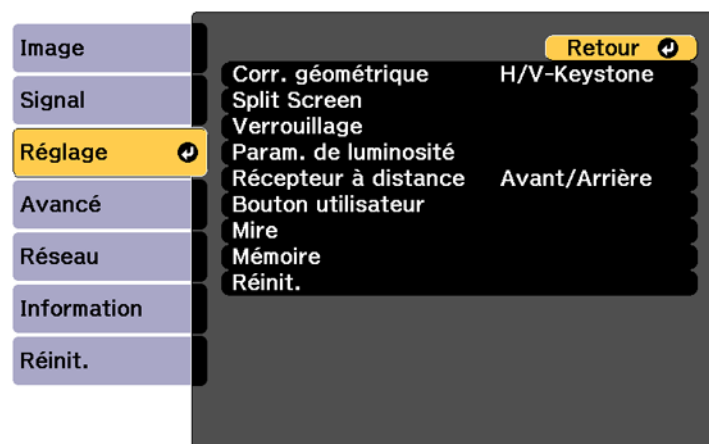 Image
Signal
Réglage
Avancé
Réseau
Information
Réinit.
Retour
Corr. géométrique H/V-Keystone
Split Screen
Verrouillage
Param. de luminosité
Récepteur à distance Avant/Arrière
Bouton utilisateur
Mire
Mémoire
Réinit.